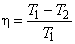 η = (T₁ − T₂) / T₁